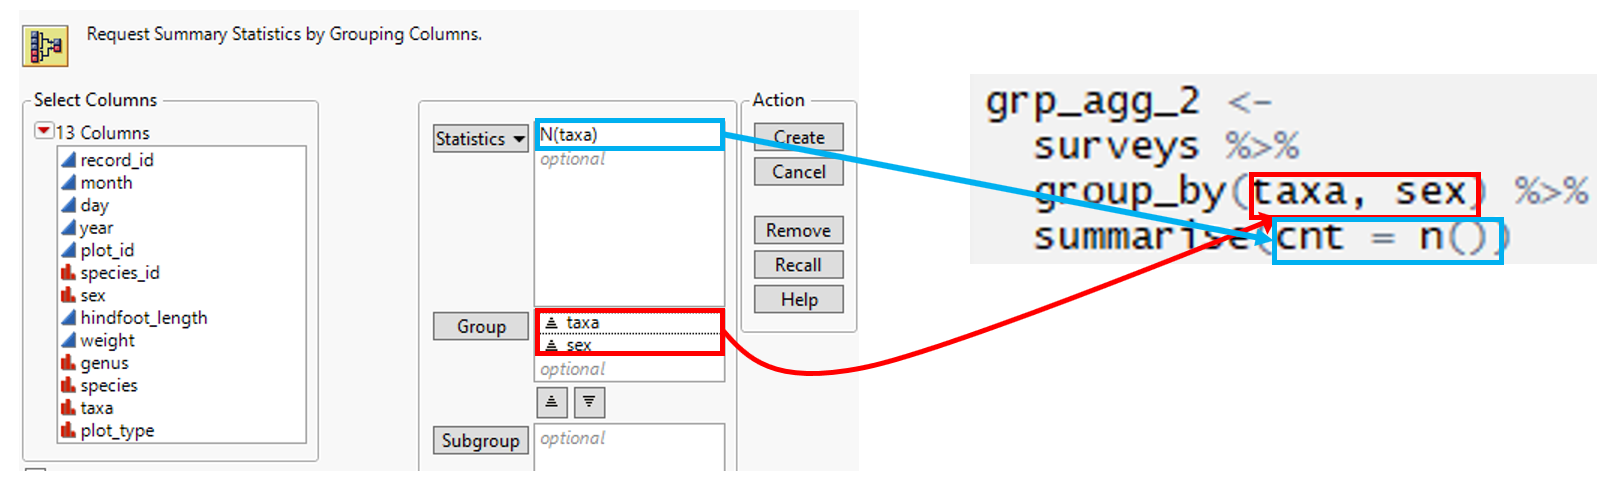 Request Summary Statistics by Grouping Columns.
Select Columns
13 Columns
record_id
month
day
year
plot_id
species_id
sex
hindfoot_length
weight
genus
species
taxa
plot_type
Statistics
N(taxa)
optional
Group
taxa
sex
optional
Subgroup
optional
Action
Create
Cancel
Remove
Recall
Help
grp_agg_2 <-
surveys %>%
group_by(taxa, sex) %>%
summarise(cnt = n())